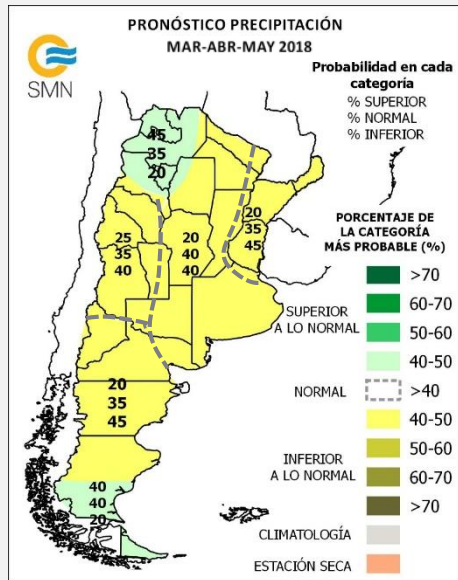 PRONÓSTICO PRECIPITACIÓN
MAR-ABR-MAY 2018
SMN
Probabilidad en cada
categoría
% SUPERIOR
% NORMAL
% INFERIOR
45
35
20
20
35
45
25
35
40
20
40
40
20
35
45
40
40
20
PORCENTAJE DE
LA CATEGORÍA
MÁS PROBABLE (%)
>70
60-70
SUPERIOR
A LO NORMAL
50-60
40-50
NORMAL
>40
40-50
INFERIOR
A LO NORMAL
50-60
60-70
>70
CLIMATOLOGÍA
ESTACIÓN SECA